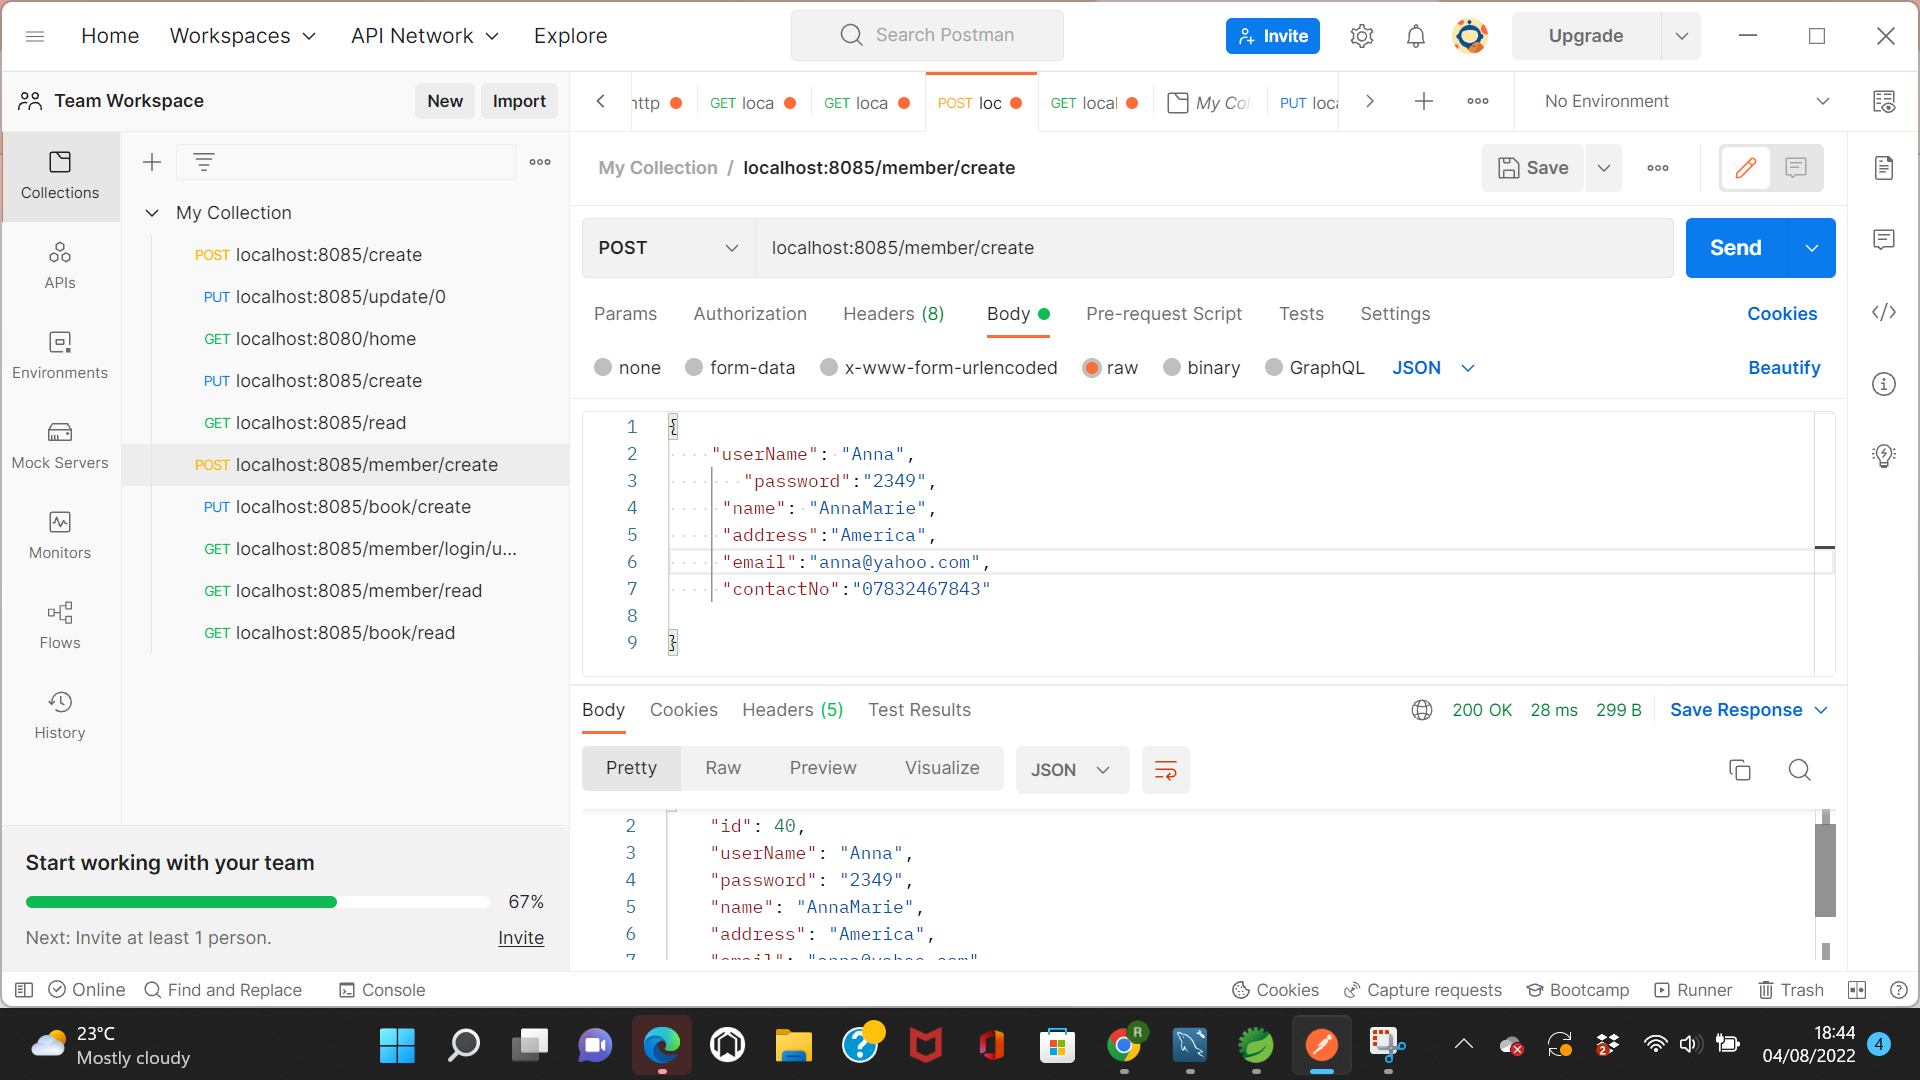 Home Workspaces API Network Explore Search Postman Invite Upgrade
Team Workspace New Import
GET loca GET loca POST loc GET local My Col PUT loca No Environment
My Collection / localhost:8085/member/create Save
POST localhost:8085/member/create Send
Params Authorization Headers (8) Body Pre-request Script Tests Settings Cookies
none form-data x-www-form-urlencoded raw binary GraphQL JSON Beautify
1 {
2 "userName": "Anna",
3 "password":"2349",
4 "name": "AnnaMarie",
5 "address":"America",
6 "email":"anna@yahoo.com",
7 "contactNo":"07832467843"
8
9 }
Collections
APIs
Environments
Mock Servers
Monitors
Flows
History
My Collection
POST localhost:8085/create
PUT localhost:8085/update/0
GET localhost:8080/home
PUT localhost:8085/create
GET localhost:8085/read
POST localhost:8085/member/create
PUT localhost:8085/book/create
GET localhost:8085/member/login/u...
GET localhost:8085/member/read
GET localhost:8085/book/read
Body Cookies Headers (5) Test Results 200 OK 28 ms 299 B Save Response
Pretty Raw Preview Visualize JSON
2 "id": 40,
3 "userName": "Anna",
4 "password": "2349",
5 "name": "AnnaMarie",
6 "address": "America",
7 "email": "anna@yahoo.com"
Start working with your team
67%
Next: Invite at least 1 person. Invite
Online Find and Replace Console Cookies Capture requests Bootcamp Runner Trash
23°C
Mostly cloudy
R
2
18:44
04/08/2022
4